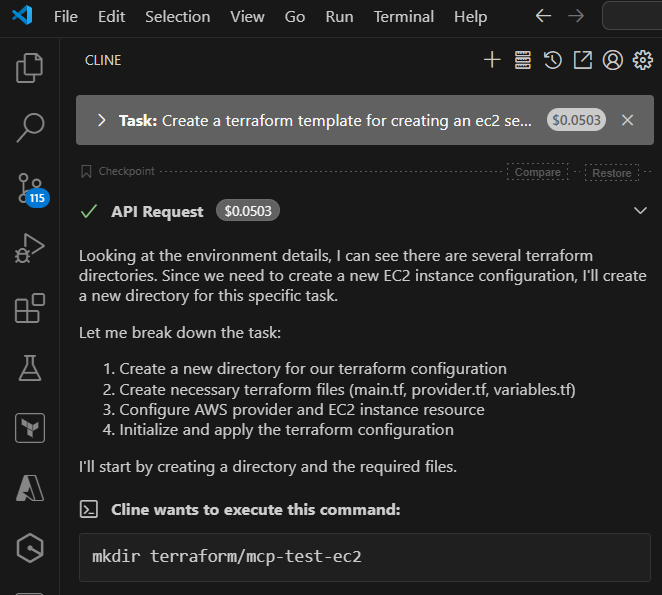 File Edit Selection View Go Run Terminal Help
CLINE
Task: Create a terraform template for creating an ec2 se... $0.0503
Checkpoint Compare Restore
API Request $0.0503
115
Looking at the environment details, I can see there are several terraform
directories. Since we need to create a new EC2 instance configuration, I'll create
a new directory for this specific task.
Let me break down the task:
1. Create a new directory for our terraform configuration
2. Create necessary terraform files (main.tf, provider.tf, variables.tf)
3. Configure AWS provider and EC2 instance resource
4. Initialize and apply the terraform configuration
I'll start by creating a directory and the required files.
Cline wants to execute this command:
mkdir terraform/mcp-test-ec2